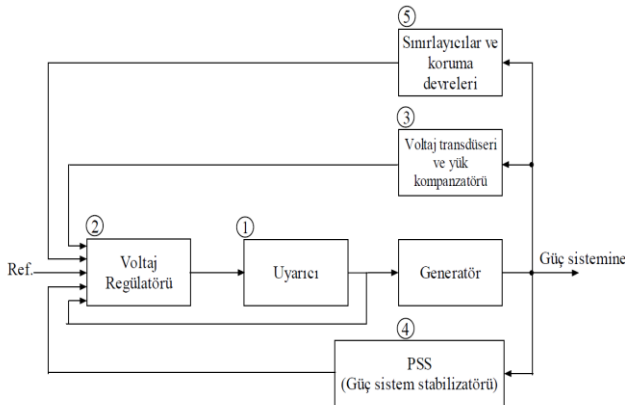 ⑤
Sınırlayıcılar ve
koruma
devreleri
③
Voltaj transdüseri
ve yük
kompanzatörü
②
①
Ref.
Voltaj
Regülatörü
Uyarıcı
Generatör
Güç sistemine
④
PSS
(Güç sistem stabilizatörü)